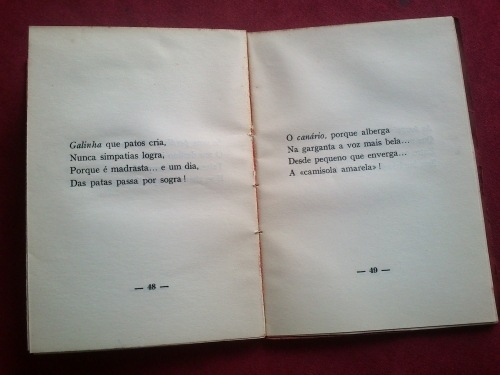 Galinha que patos cria,
Nunca simpatias logra,
Porque é madrasta... e um dia,
Das patas passa por sogra!
— 48 —
O canário, porque alberga
Na garganta a voz mais bela...
Desde pequeno que enverga...
A «camisola amarela»!
— 49 —